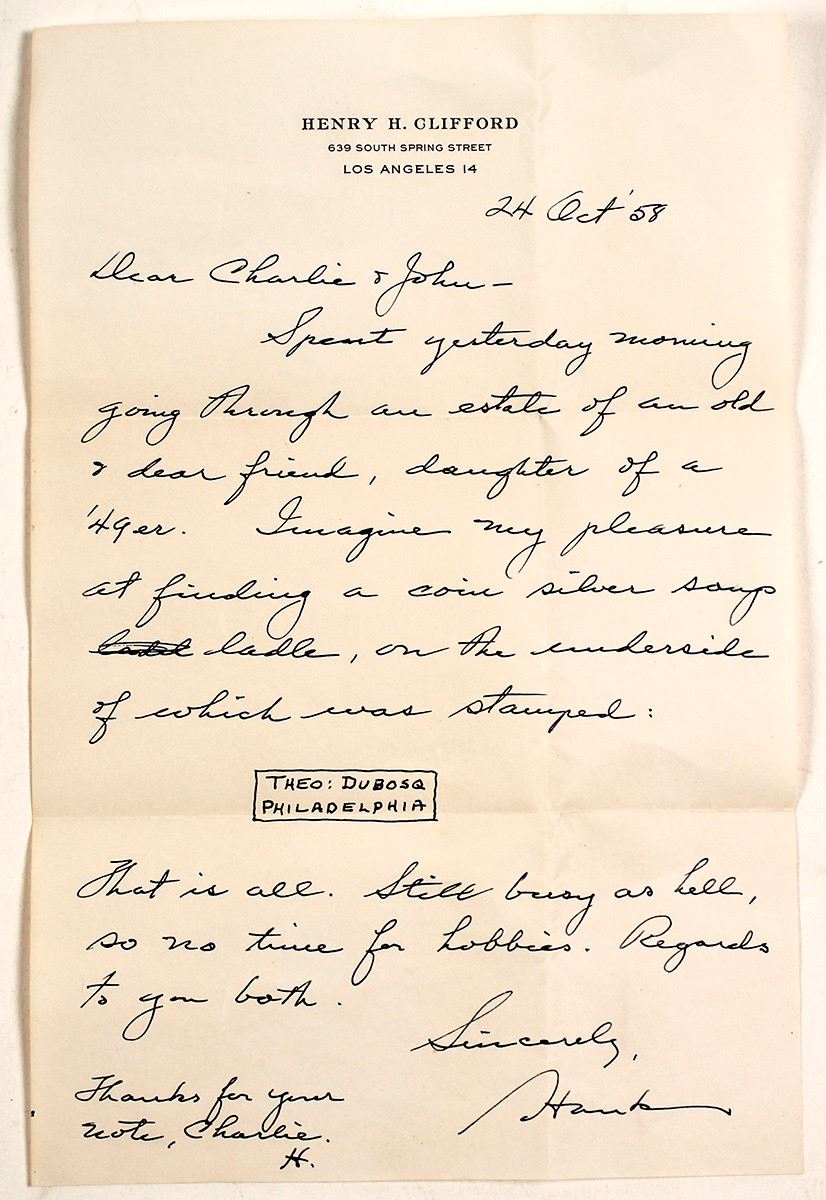 HENRY H. CLIFFORD
639 SOUTH SPRING STREET
LOS ANGELES 14
24 Oct '58
Dear Charlie & John—
Spent yesterday morning
going through an estate of an old
& dear friend, daughter of a
'49er. Imagine my pleasure
at finding a coin silver soup
ladle, on the underside
of which was stamped:
THEO: DUBOSQ
PHILADELPHIA
That is all. Still busy as hell,
so no time for hobbies. Regards
to you both.
Sincerely,
Hank
Thanks for your
note, Charlie.
H.